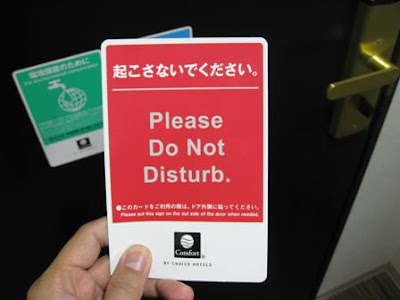 起こさないでください。
Please
Do Not
Disturb.
●このカードをご利用の際は、ドア外側に貼ってください。
Please put this sign on the out side of the door when needed.
Comfort
BY CHOICE HOTELS
環境保護のために